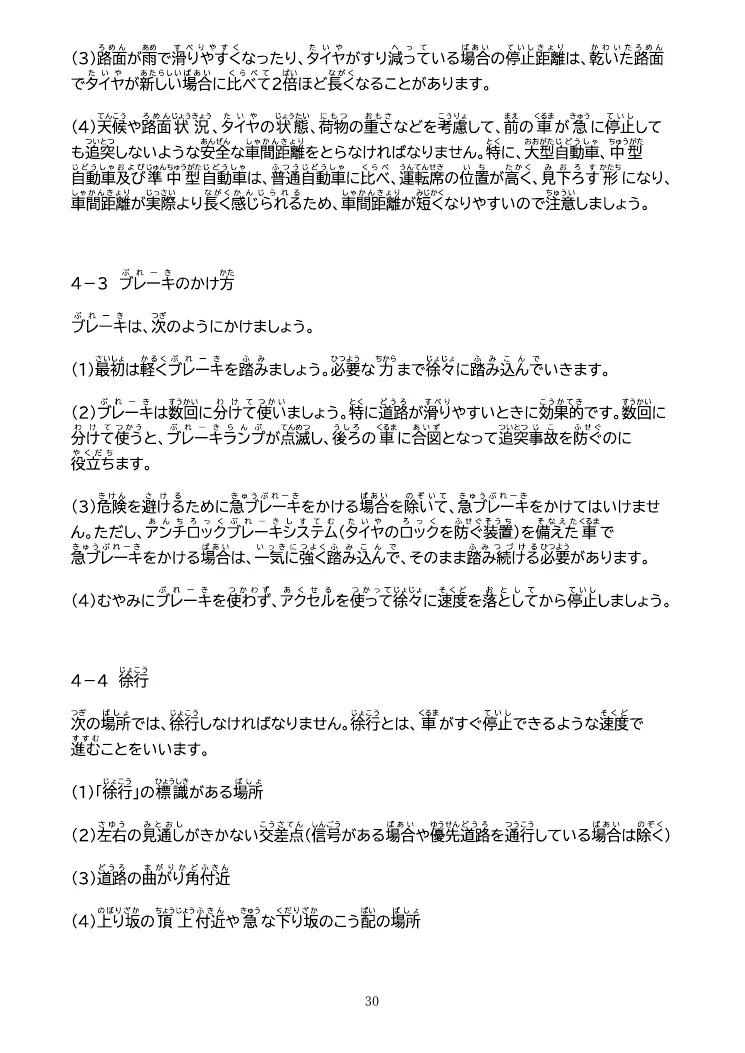 (3)路面が雨で滑りやすくなったり、タイヤがすり減っている場合の停止距離は、乾いた路面
でタイヤが新しい場合に比べて2倍ほど長くなることがあります。
(4)天候や路面状況、タイヤの状態、荷物の重さなどを考慮して、前の車が急に停止して
も追突しないような安全な車間距離をとらなければなりません。特に、大型自動車、中型
自動車及び準中型自動車は、普通自動車に比べ、運転席の位置が高く、見下ろす形になり、
車間距離が実際より長く感じられるため、車間距離が短くなりやすいので注意しましょう。
4－3 ブレーキのかけ方
ブレーキは、次のようにかけましょう。
(1)最初は軽くブレーキを踏みましょう。必要な力まで徐々に踏み込んでいきます。
(2)ブレーキは数回に分けて使いましょう。特に道路が滑りやすいときに効果的です。数回に
分けて使うと、ブレーキランプが点滅し、後ろの車に合図となって追突事故を防ぐのに
役立ちます。
(3)危険を避けるために急ブレーキをかける場合を除いて、急ブレーキをかけてはいけませ
ん。ただし、アンチロックブレーキシステム(タイヤのロックを防ぐ装置)を備えた車で
急ブレーキをかける場合は、一気に強く踏み込んで、そのまま踏み続ける必要があります。
(4)むやみにブレーキを使わず、アクセルを使って徐々に速度を落としてから停止しましょう。
4－4 徐行
次の場所では、徐行しなければなりません。徐行とは、車がすぐ停止できるような速度で
進むことをいいます。
(1)「徐行」の標識がある場所
(2)左右の見通しがきかない交差点(信号がある場合や優先道路を通行している場合は除く)
(3)道路の曲がり角付近
(4)上り坂の頂上付近や急な下り坂のこう配の場所
30